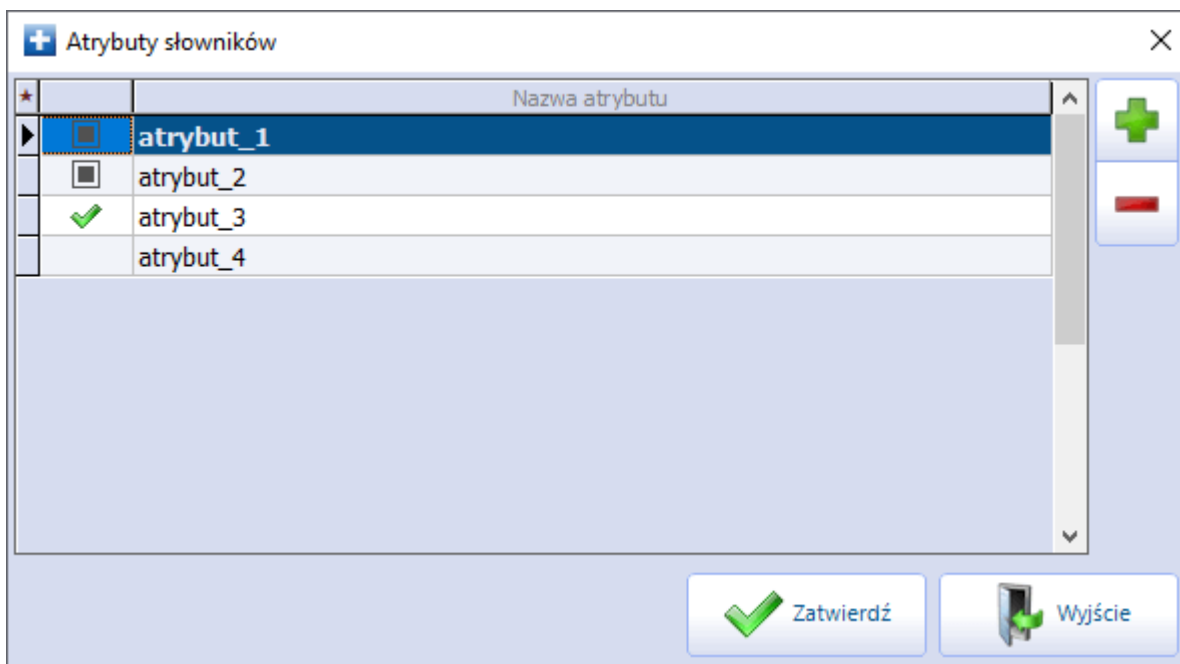 Atrybuty słowników
Nazwa atrybutu
atrybut_1
atrybut_2
atrybut_3
atrybut_4
Zatwierdź
Wyjście